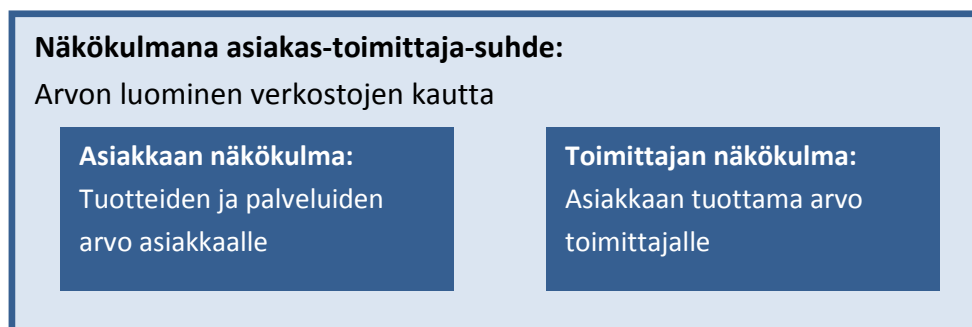 Näkökulmana asiakas-toimittaja-suhde:
Arvon luominen verkostojen kautta
Asiakkaan näkökulma:
Tuotteiden ja palveluiden
arvo asiakkaalle
Toimittajan näkökulma:
Asiakkaan tuottama arvo
toimittajalle